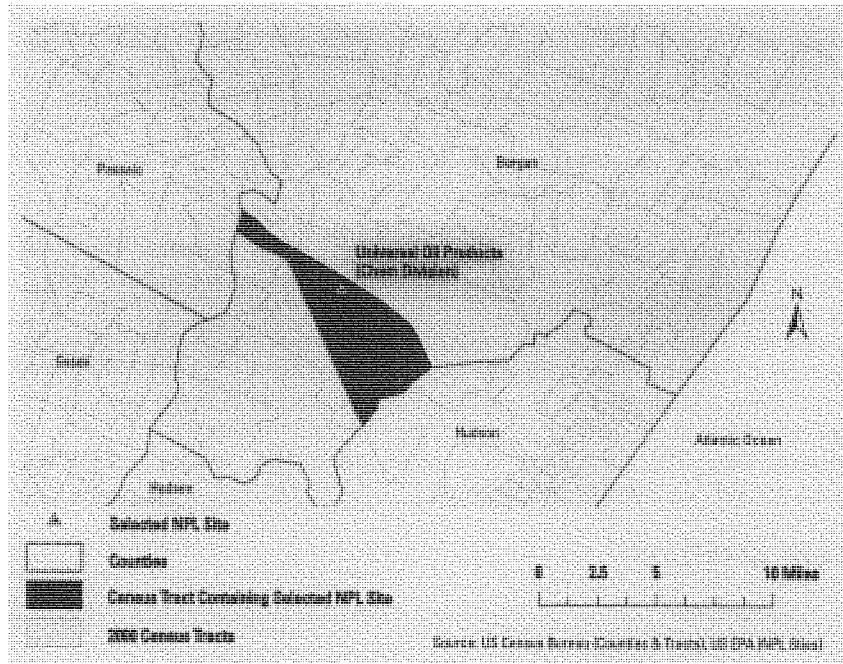 Passaic
Bergen
Universal Oil Products
(Chem Division)
N
Essex
Hudson
Atlantic Ocean
Hudson
Selected NPL Site
Counties
Census Tract Containing Selected NPL Site
2000 Census Tracts
0 2.5 5 10 Miles
Source: US Census Bureau (Counties & Tracts), US EPA (NPL Sites)